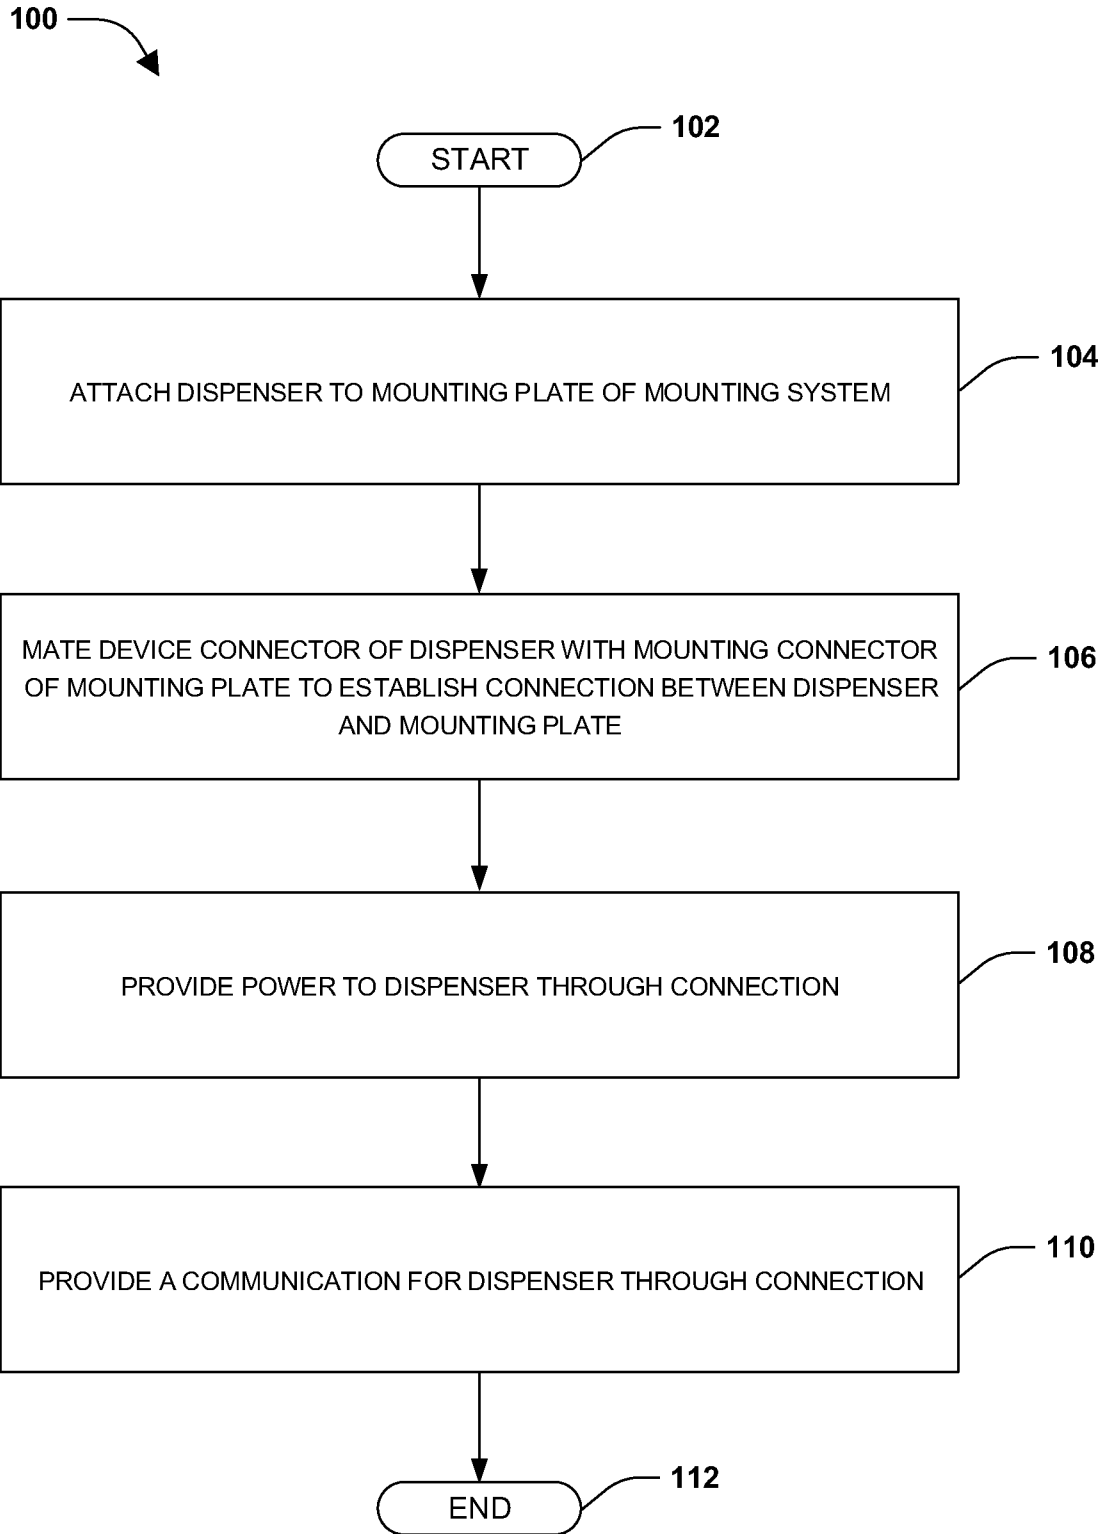 100
102
START
104
ATTACH DISPENSER TO MOUNTING PLATE OF MOUNTING SYSTEM
106
MATE DEVICE CONNECTOR OF DISPENSER WITH MOUNTING CONNECTOR
OF MOUNTING PLATE TO ESTABLISH CONNECTION BETWEEN DISPENSER
AND MOUNTING PLATE
108
PROVIDE POWER TO DISPENSER THROUGH CONNECTION
110
PROVIDE A COMMUNICATION FOR DISPENSER THROUGH CONNECTION
112
END